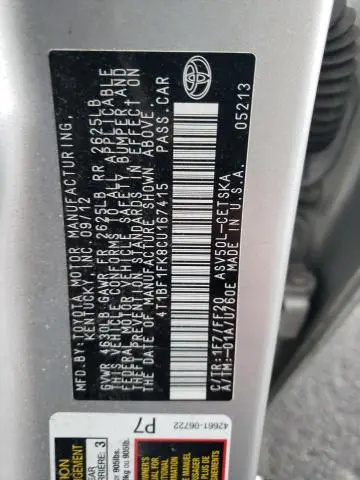 TOYOTA MOTOR MANUFACTURING,
KENTUCKY, INC. 09/12
GVWR 4630LB GAWR FR 2625LB RR 2625LB
THIS VEHICLE CONFORMS TO ALL APPLICABLE
FEDERAL MOTOR VEHICLE SAFETY, BUMPER AND
THEFT PREVENTION STANDARDS IN EFFECT ON
THE DATE OF MANUFACTURE SHOWN ABOVE.
4T1BF1FK8CU167415 PASS.CAR
C/TR:1F7/FF20 ASV50L-CETSKA
A/TM:-01A/U760E MADE IN U.S.A.
05213
42661-06722
P7
3
905lbs.